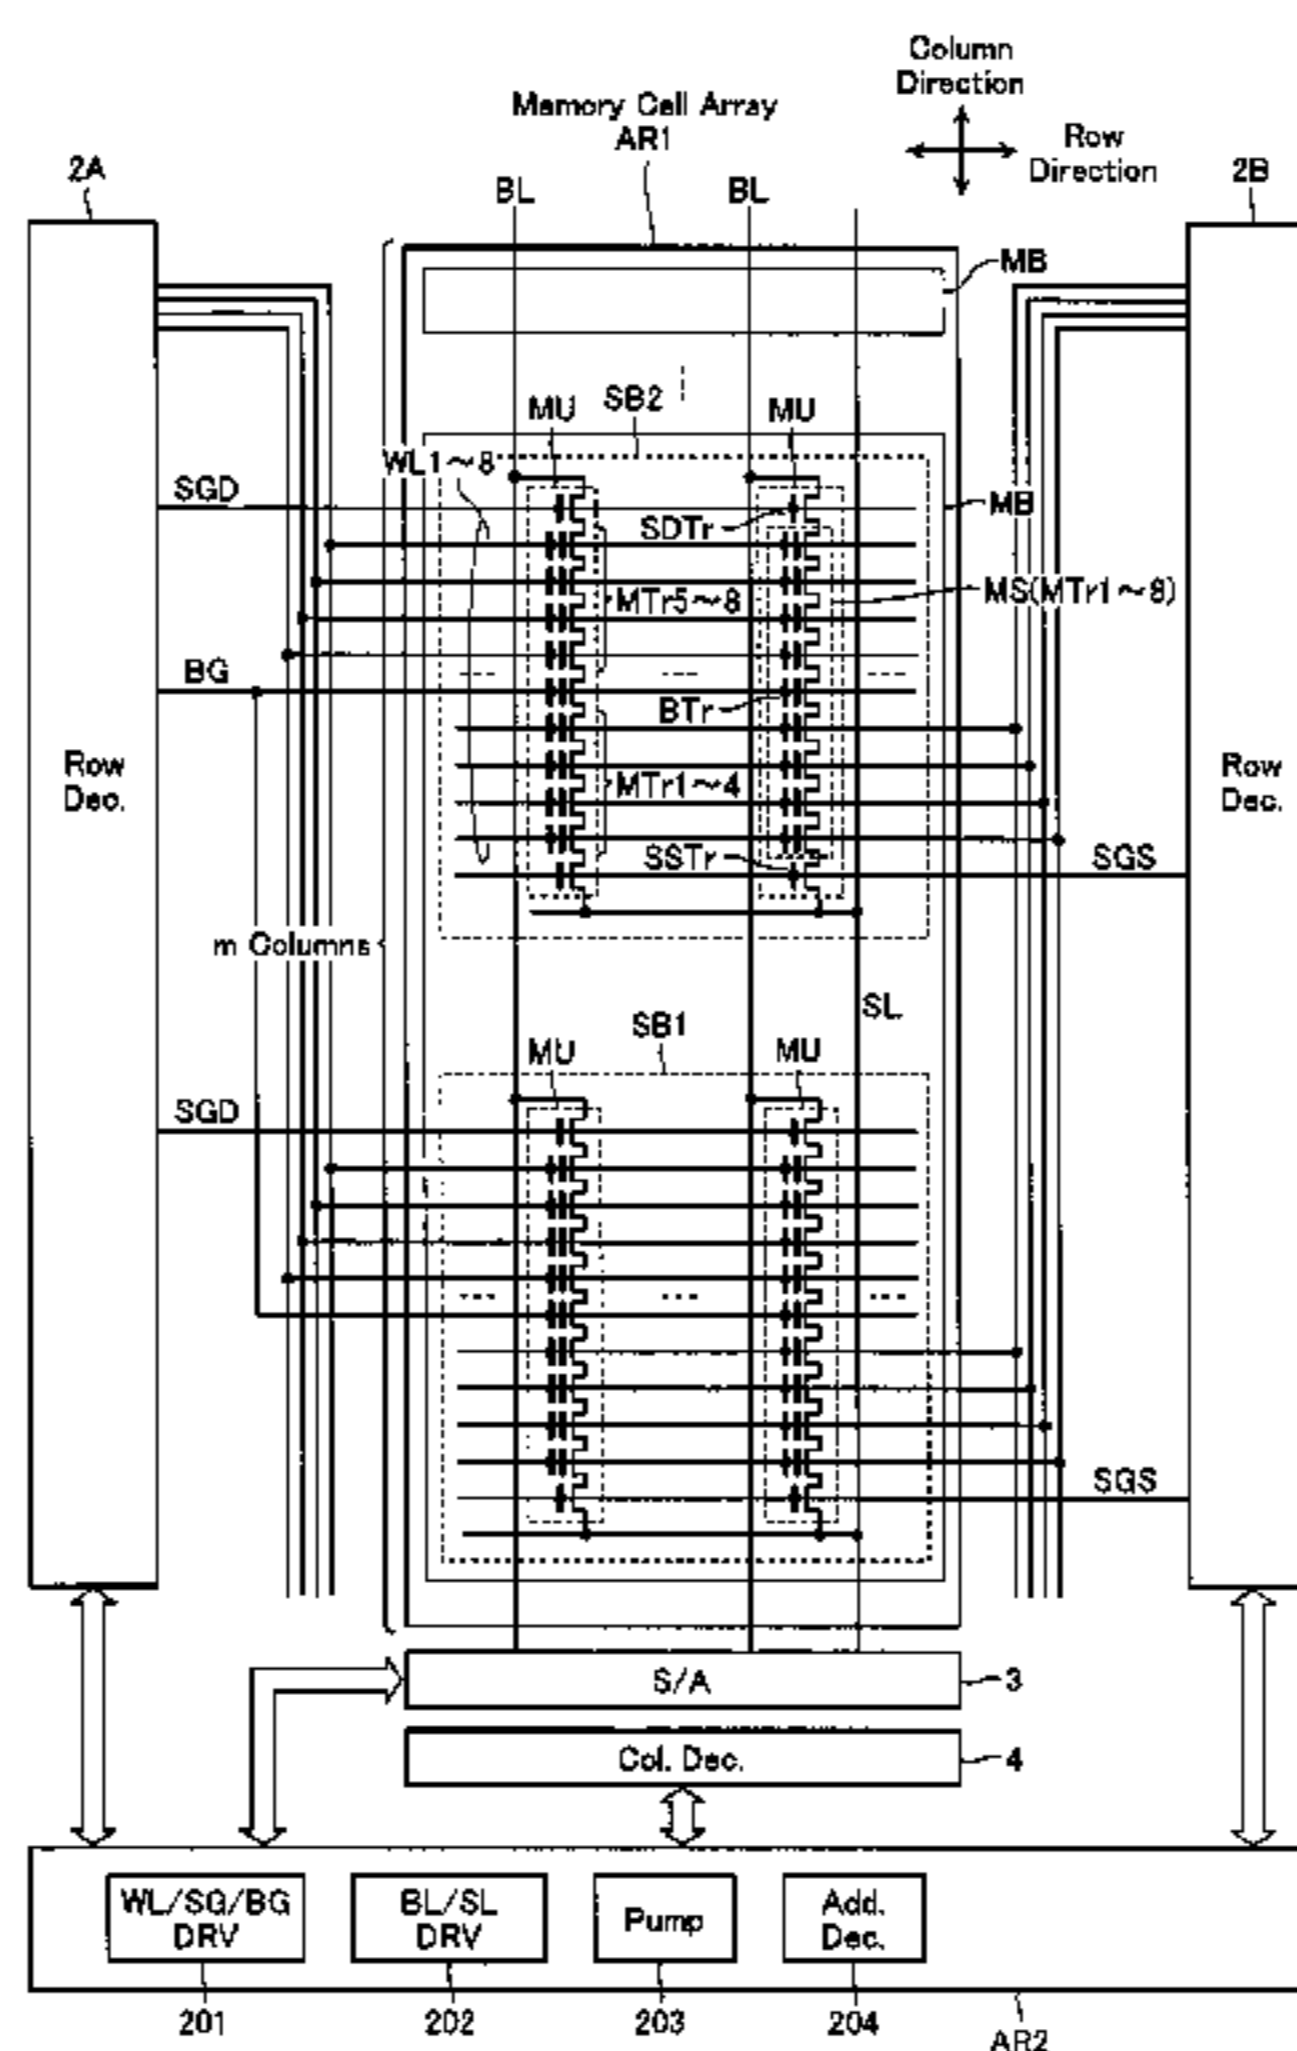 Column
Direction
Memory Cell Array
AR1
Row
Direction
2A
BL
BL
2B
MB
MU
SB2
MU
WL1～8
SGD
MB
SDTr
MTr5～8
MS(MTr1～8)
BG
BTr
Row
Dec.
Row
Dec.
MTr1～4
SSTr
SGS
m Columns
SL
SB1
MU
MU
SGD
SGS
S/A
3
Col. Dec.
4
WL/SG/BG
DRV
BL/SL
DRV
Pump
Add.
Dec.
201
202
203
204
AR2